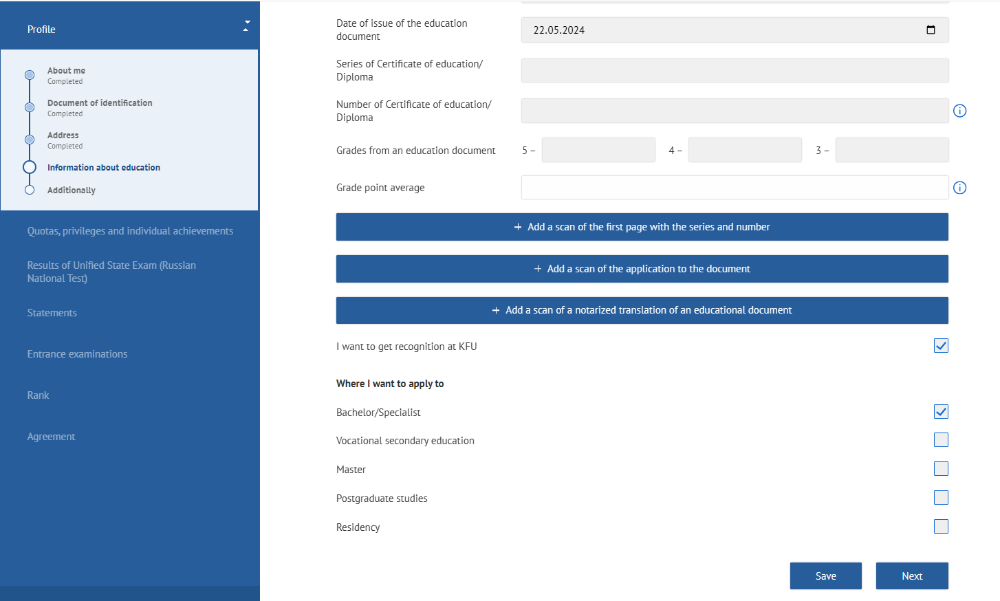 Profile
About me
Completed
Document of identification
Completed
Address
Completed
Information about education
Additionally
Quotas, privileges and individual achievements
Results of Unified State Exam (Russian
National Test)
Statements
Entrance examinations
Rank
Agreement
Date of issue of the education
document
22.05.2024
Series of Certificate of education/
Diploma
Number of Certificate of education/
Diploma
Grades from an education document
5 –
4 –
3 –
Grade point average
+ Add a scan of the first page with the series and number
+ Add a scan of the application to the document
+ Add a scan of a notarized translation of an educational document
I want to get recognition at KFU
Where I want to apply to
Bachelor/Specialist
Vocational secondary education
Master
Postgraduate studies
Residency
Save
Next